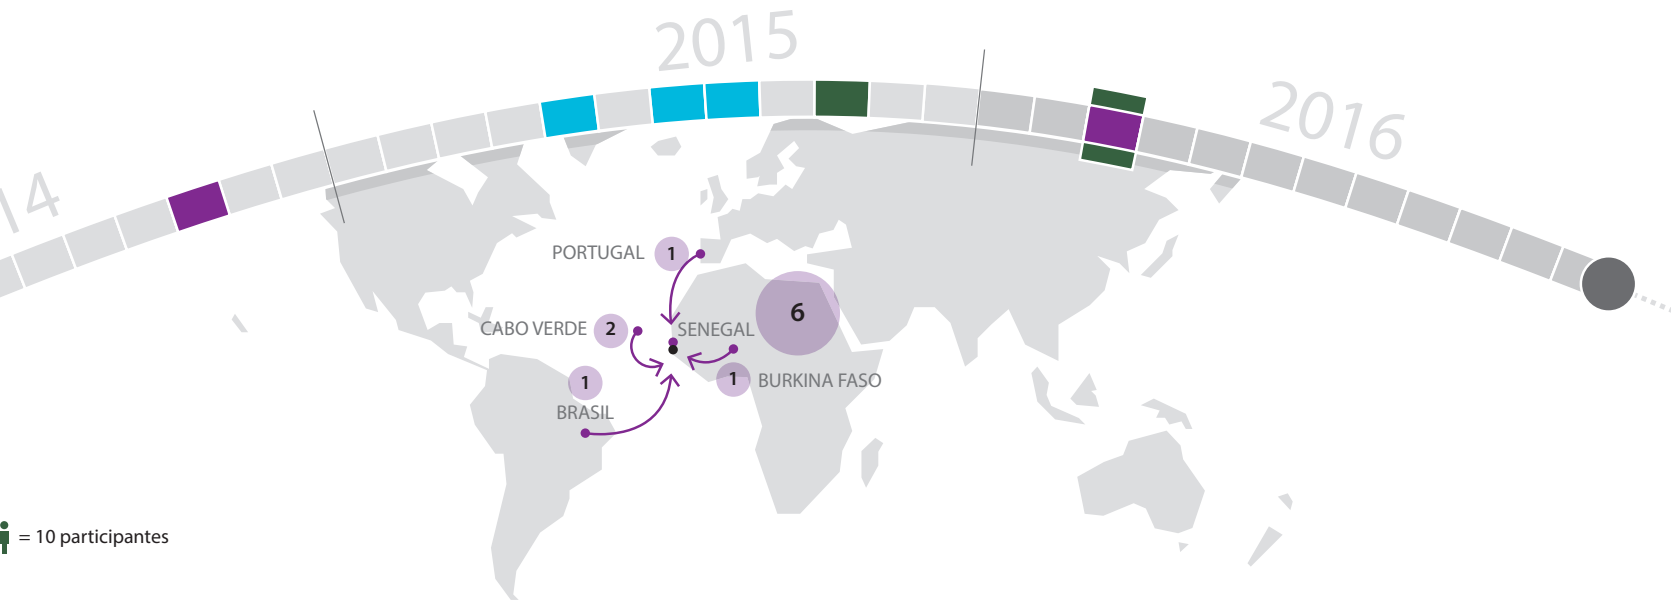 2015
2016
14
PORTUGAL 1
6
CABO VERDE 2
SENEGAL
1
1 BURKINA FASO
BRASIL
= 10 participantes